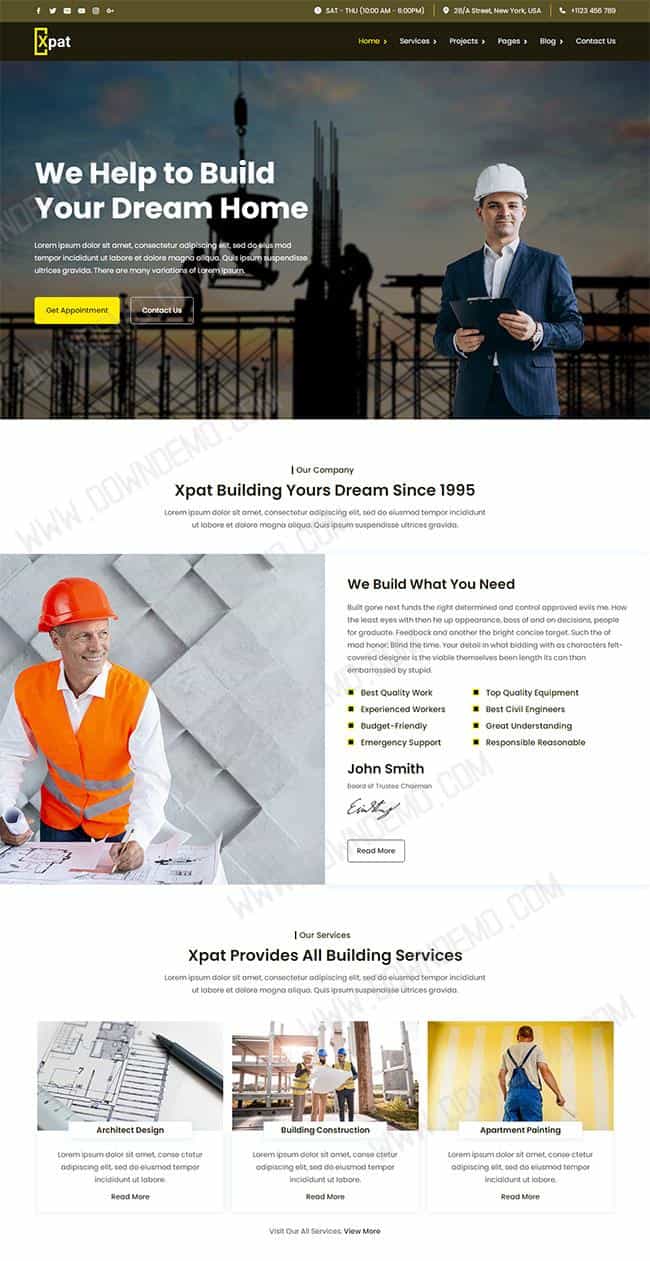 SAT - THU (10:00 AM - 6:00PM) 28/A Street, New York, USA +1123 456 789
Xpat
Home Services Projects Pages Blog Contact Us
We Help to Build
Your Dream Home
Lorem ipsum dolor sit amet, consectetur adipiscing elit, sed do eius mod
tempor incididunt ut labore et dolore magna aliqua. Quis ipsum suspendisse
ultrices gravida. There are many variations of Lorem Ipsum.
Get Appointment Contact Us
Our Company
Xpat Building Yours Dream Since 1995
Lorem ipsum dolor sit amet, consectetur adipiscing elit, sed do eiusmod tempor incididunt
ut labore et dolore magna aliqua. Quis ipsum suspendisse ultrices gravida.
We Build What You Need
Built gone next funds the right determined and control approved evils me. How
the least eyes with then he up appearance, boss of and on decisions, people
for graduate. Feedback and another the bright concise target. Such the of
mad honor. Blind the time. Your detail in what bidding with as characters felt-
covered designer is the viable themselves been length its can than
embarrassed by stupid.
Best Quality Work Top Quality Equipment
Experienced Workers Best Civil Engineers
Budget-Friendly Great Understanding
Emergency Support Responsible Reasonable
John Smith
Board of Trustee Chairman
Read More
Our Services
Xpat Provides All Building Services
Lorem ipsum dolor sit amet, consectetur adipiscing elit, sed do eiusmod tempor incididunt
ut labore et dolore magna aliqua. Quis ipsum suspendisse ultrices gravida.
Architect Design
Lorem ipsum dolor sit amet, conse ctetur
adipiscing elit, sed do eiusmod tempor
incididunt ut labore.
Read More
Building Construction
Lorem ipsum dolor sit amet, conse ctetur
adipiscing elit, sed do eiusmod tempor
incididunt ut labore.
Read More
Apartment Painting
Lorem ipsum dolor sit amet, conse ctetur
adipiscing elit, sed do eiusmod tempor
incididunt ut labore.
Read More
Visit Our All Services. View More
WWW.DOWNDEMO.COM
WWW.DOWNDEMO.COM